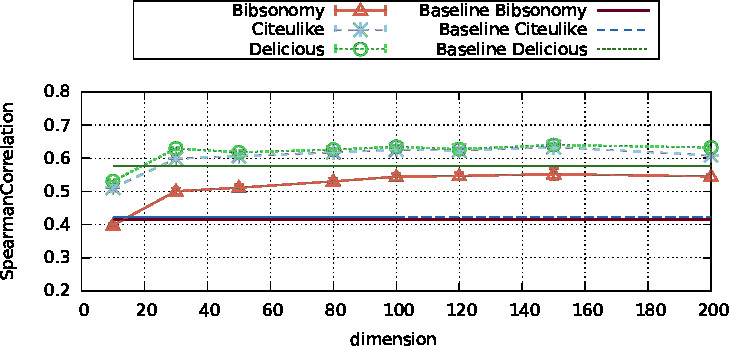 Bibsonomy Baseline Bibsonomy
Citeulike Baseline Citeulike
Delicious Baseline Delicious
0.8
0.7
0.6
0.5
0.4
0.3
0.2
SpearmanCorrelation
0 20 40 60 80 100 120 140 160 180 200
dimension